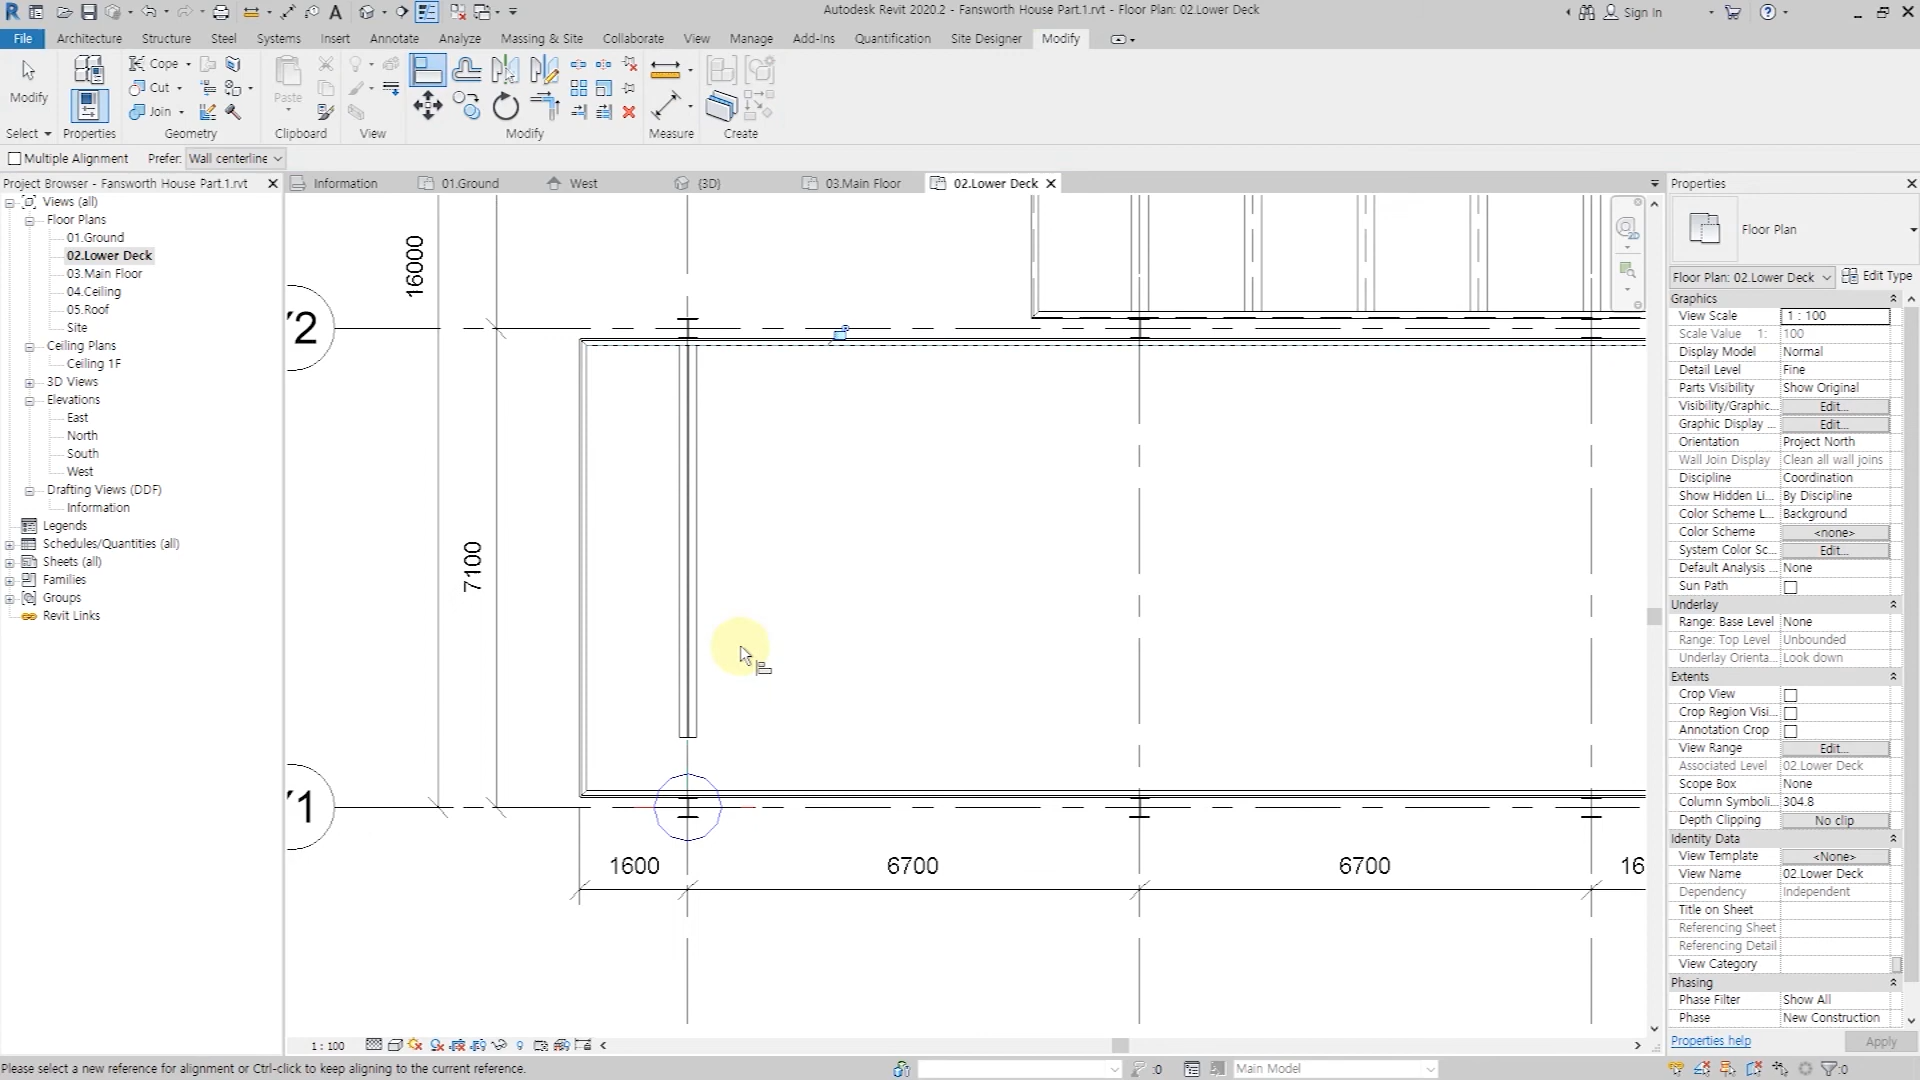 Autodesk Revit 2020.2 - Fansworth House Part.1.rvt - Floor Plan: 02.Lower Deck
Sign In
File Architecture Structure Steel Systems Insert Annotate Analyze Massing & Site Collaborate View Manage Add-Ins Quantification Site Designer Modify
Modify
Cope
Cut
Join
Paste
Select Properties Geometry Clipboard View Modify Measure Create
Multiple Alignment Prefer: Wall centerline
Project Browser - Fansworth House Part.1.rvt
Information 01.Ground West {3D} 03.Main Floor 02.Lower Deck
Views (all)
Floor Plans
01.Ground
02.Lower Deck
03.Main Floor
04.Ceiling
05.Roof
Site
Ceiling Plans
Ceiling 1F
3D Views
Elevations
East
North
South
West
Drafting Views (DDF)
Information
Legends
Schedules/Quantities (all)
Sheets (all)
Families
Groups
Revit Links
16000
7100
2
1
1600 6700 6700 16
2D
Properties
Floor Plan
Floor Plan: 02.Lower Deck Edit Type
Graphics
View Scale 1 : 100
Scale Value 1: 100
Display Model Normal
Detail Level Fine
Parts Visibility Show Original
Visibility/Graphic... Edit...
Graphic Display ... Edit...
Orientation Project North
Wall Join Display Clean all wall joins
Discipline Coordination
Show Hidden Li... By Discipline
Color Scheme L... Background
Color Scheme <none>
System Color Sc... Edit...
Default Analysis ... None
Sun Path
Underlay
Range: Base Level None
Range: Top Level Unbounded
Underlay Orienta... Look down
Extents
Crop View
Crop Region Visi...
Annotation Crop
View Range Edit...
Associated Level 02.Lower Deck
Scope Box None
Column Symboli... 304.8
Depth Clipping No clip
Identity Data
View Template <None>
View Name 02.Lower Deck
Dependency Independent
Title on Sheet
Referencing Sheet
Referencing Detail
View Category
Phasing
Phase Filter Show All
Phase New Construction
Properties help Apply
1 : 100
Please select a new reference for alignment or Ctrl-click to keep aligning to the current reference.
:0 Main Model :0